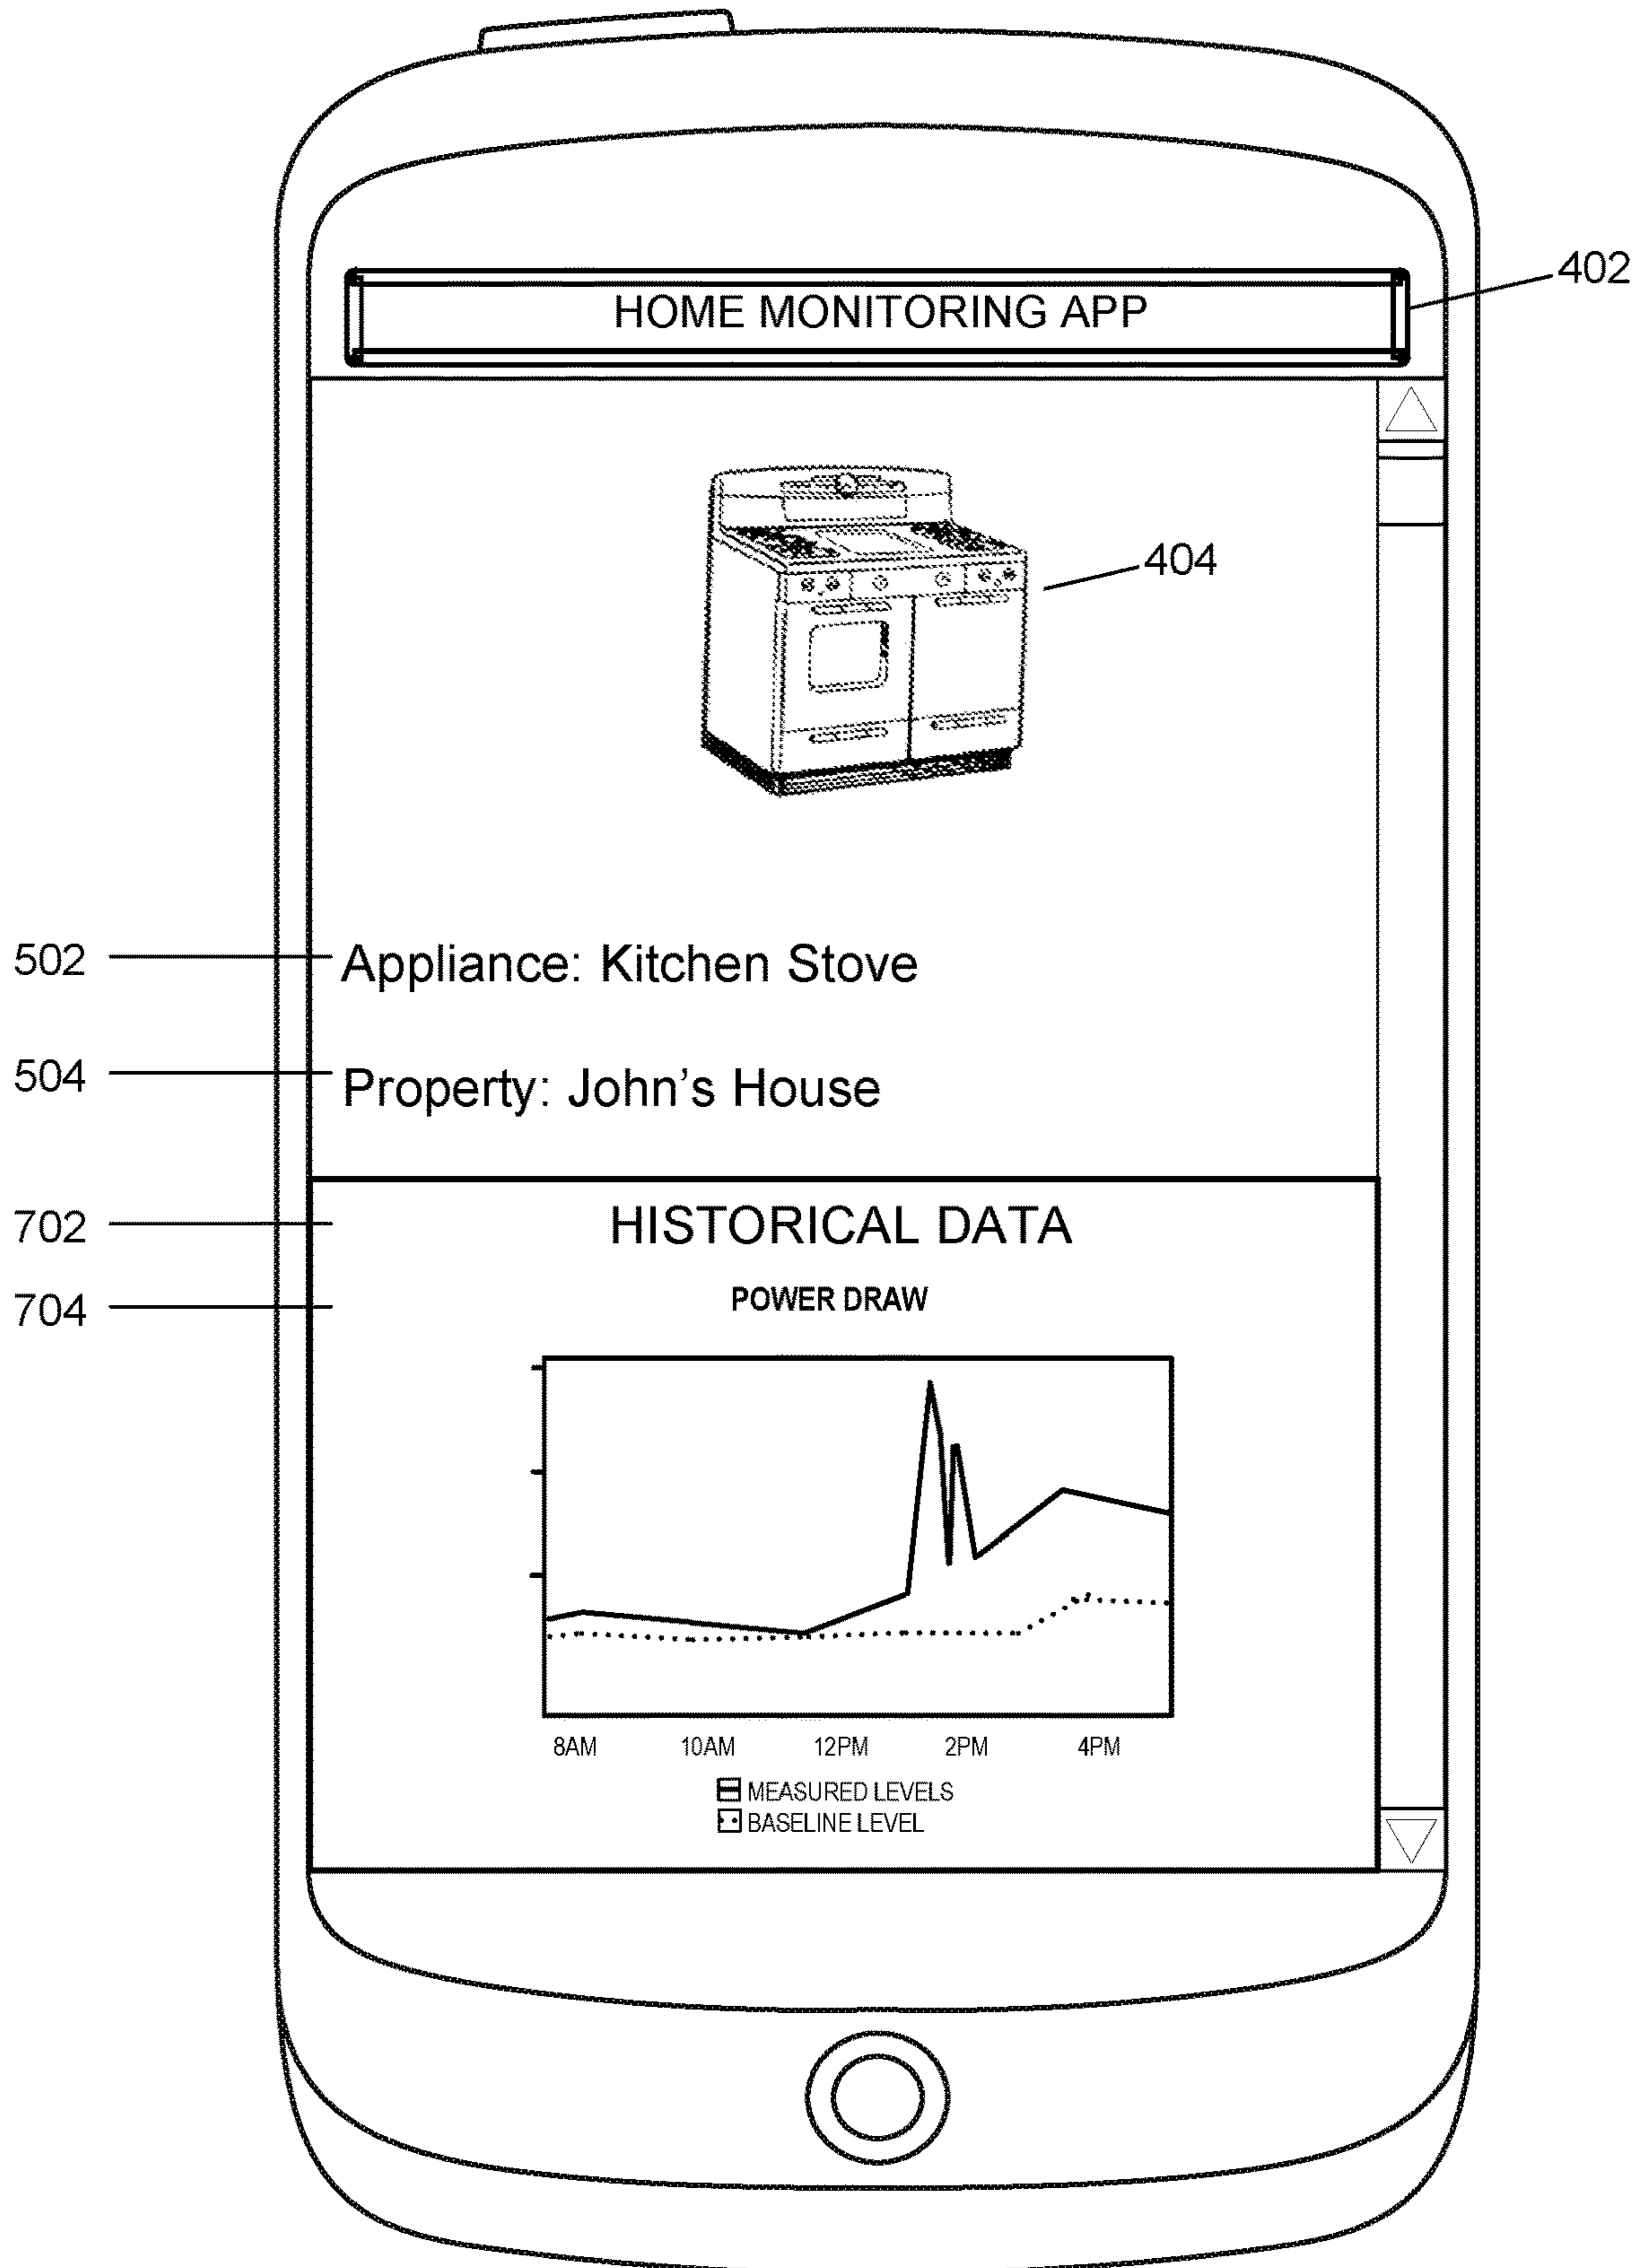 HOME MONITORING APP
402
404
502
Appliance: Kitchen Stove
504
Property: John's House
702
HISTORICAL DATA
704
POWER DRAW
8AM 10AM 12PM 2PM 4PM
MEASURED LEVELS
BASELINE LEVEL